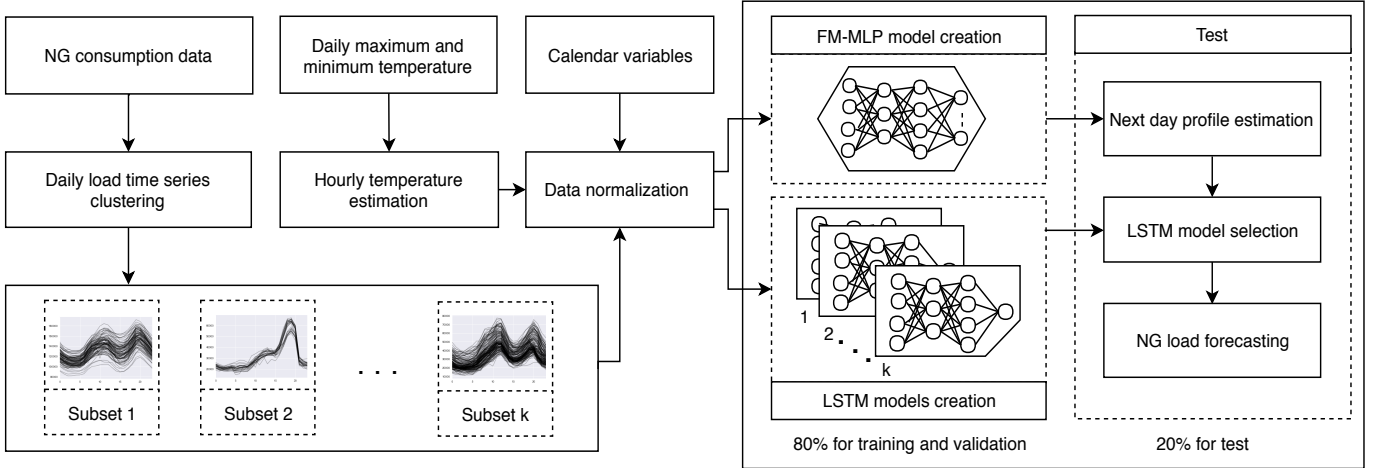 NG consumption data
Daily maximum and
minimum temperature
Calendar variables
FM-MLP model creation
Test
Daily load time series
clustering
Hourly temperature
estimation
Data normalization
Next day profile estimation
LSTM model selection
NG load forecasting
1
2
k
. . .
Subset 1
Subset 2
Subset k
LSTM models creation
80% for training and validation
20% for test